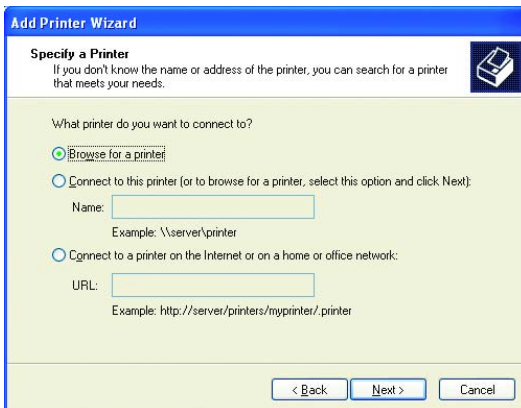 Add Printer Wizard
Specify a Printer
If you don't know the name or address of the printer, you can search for a printer
that meets your needs.
What printer do you want to connect to?
Browse for a printer
Connect to this printer (or to browse for a printer, select this option and click Next):
Name:
Example: \\server\printer
Connect to a printer on the Internet or on a home or office network:
URL:
Example: http://server/printers/myprinter/.printer
< Back
Next >
Cancel